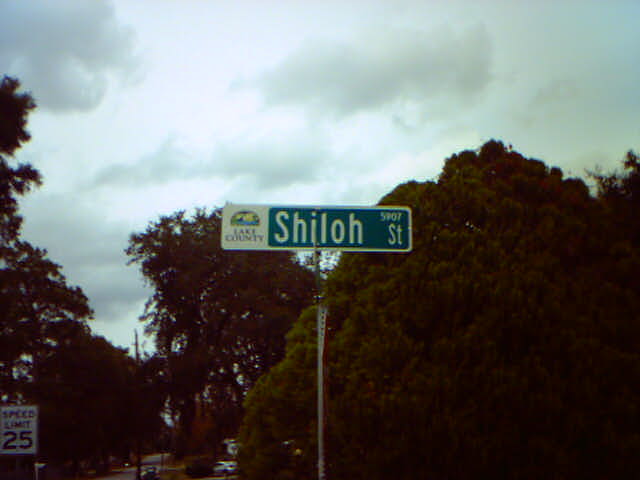 LAKE
COUNTY
Shiloh St
5907
SPEED
LIMIT
25